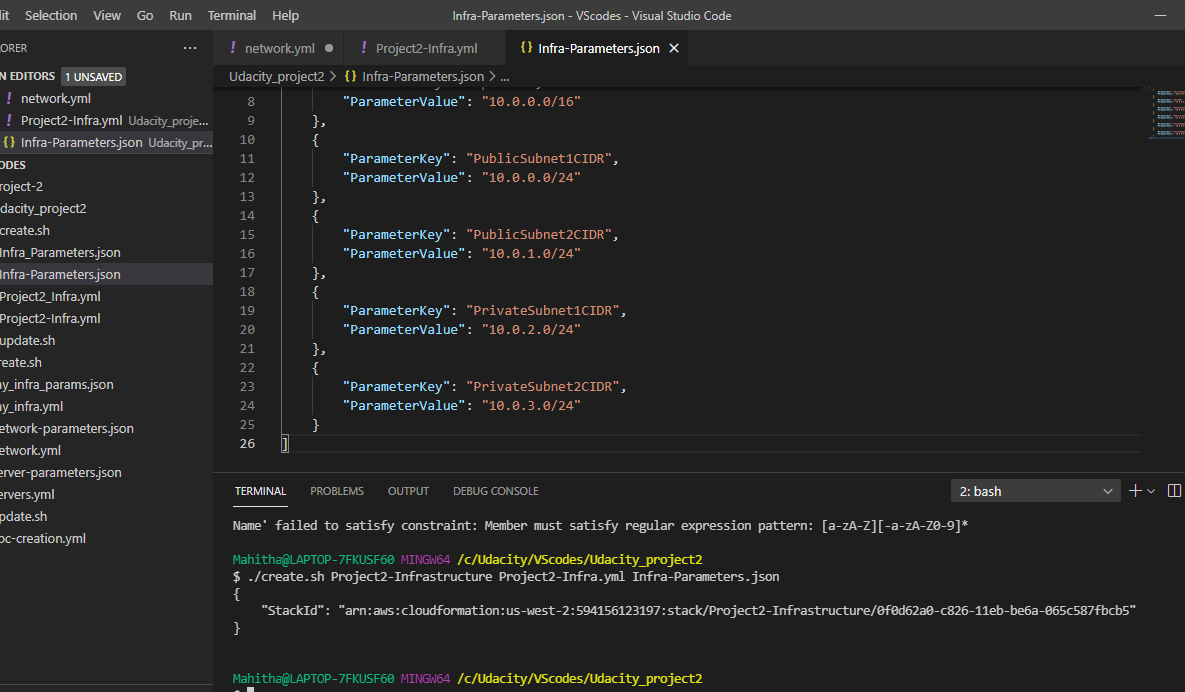 it Selection View Go Run Terminal Help Infra-Parameters.json - VScodes - Visual Studio Code
ORER ...
N EDITORS 1 UNSAVED
! network.yml
! Project2-Infra.yml Udacity_proje...
{} Infra-Parameters.json Udacity_pr...
ODES
roject-2
dacity_project2
create.sh
Infra_Parameters.json
Infra-Parameters.json
Project2_Infra.yml
Project2-Infra.yml
update.sh
reate.sh
y_infra_params.json
y_infra.yml
etwork-parameters.json
etwork.yml
erver-parameters.json
ervers.yml
pdate.sh
pc-creation.yml
! network.yml ! Project2-Infra.yml {} Infra-Parameters.json
Udacity_project2 > {} Infra-Parameters.json > ...
8 "ParameterValue": "10.0.0.0/16"
9 },
10 {
11 "ParameterKey": "PublicSubnet1CIDR",
12 "ParameterValue": "10.0.0.0/24"
13 },
14 {
15 "ParameterKey": "PublicSubnet2CIDR",
16 "ParameterValue": "10.0.1.0/24"
17 },
18 {
19 "ParameterKey": "PrivateSubnet1CIDR",
20 "ParameterValue": "10.0.2.0/24"
21 },
22 {
23 "ParameterKey": "PrivateSubnet2CIDR",
24 "ParameterValue": "10.0.3.0/24"
25 }
26 ]
TERMINAL PROBLEMS OUTPUT DEBUG CONSOLE 2: bash
Name' failed to satisfy constraint: Member must satisfy regular expression pattern: [a-zA-Z][-a-zA-Z0-9]*
Mahitha@LAPTOP-7FKUSF60 MINGW64 /c/Udacity/VScodes/Udacity_project2
$ ./create.sh Project2-Infrastructure Project2-Infra.yml Infra-Parameters.json
{
"StackId": "arn:aws:cloudformation:us-west-2:594156123197:stack/Project2-Infrastructure/0f0d62a0-c826-11eb-be6a-065c587fbcb5"
}
Mahitha@LAPTOP-7FKUSF60 MINGW64 /c/Udacity/VScodes/Udacity_project2